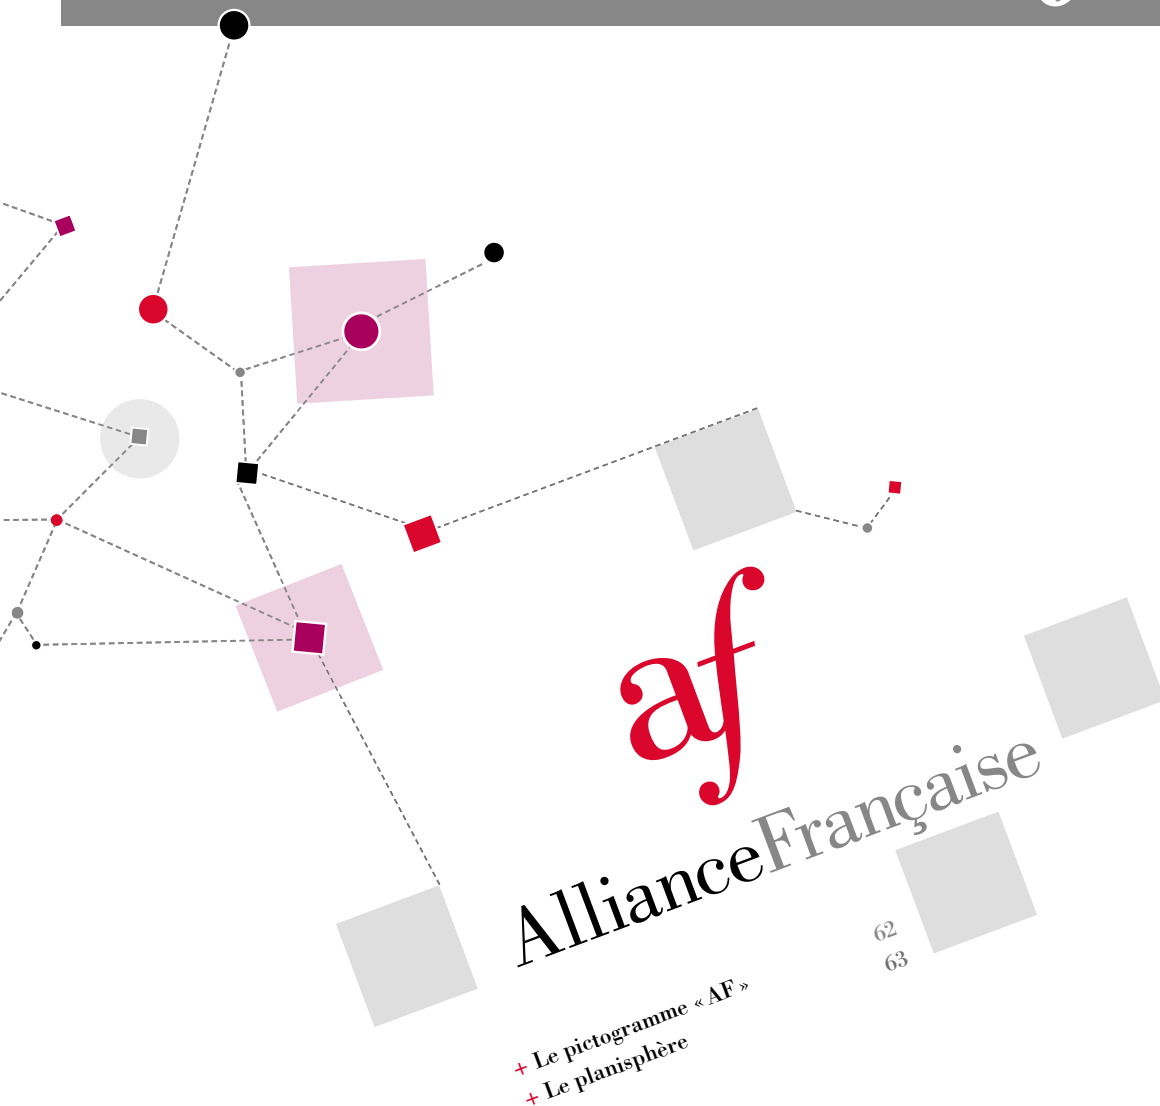 af
AllianceFrançaise
62
63
+ Le pictogramme « AF »
+ Le planisphère